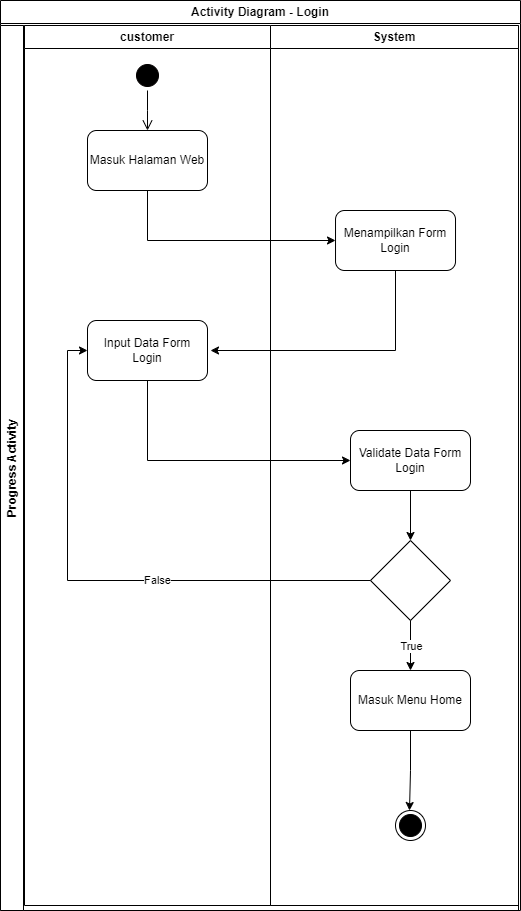 Activity Diagram - Login
customer
System
Progress Activity
Masuk Halaman Web
Menampilkan Form
Login
Input Data Form
Login
Validate Data Form
Login
False
True
Masuk Menu Home